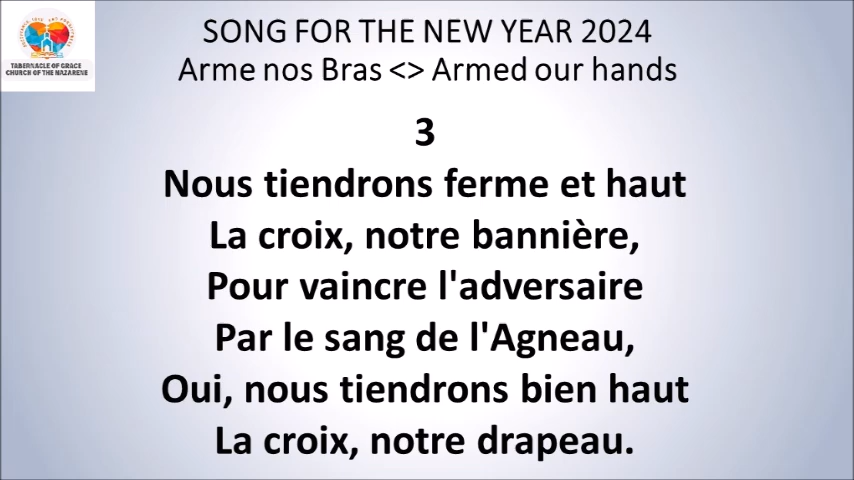 TABERNACLE OF GRACE
CHURCH OF THE NAZARENE
SONG FOR THE NEW YEAR 2024
Arme nos Bras <> Armed our hands
3
Nous tiendrons ferme et haut
La croix, notre bannière,
Pour vaincre l'adversaire
Par le sang de l'Agneau,
Oui, nous tiendrons bien haut
La croix, notre drapeau.